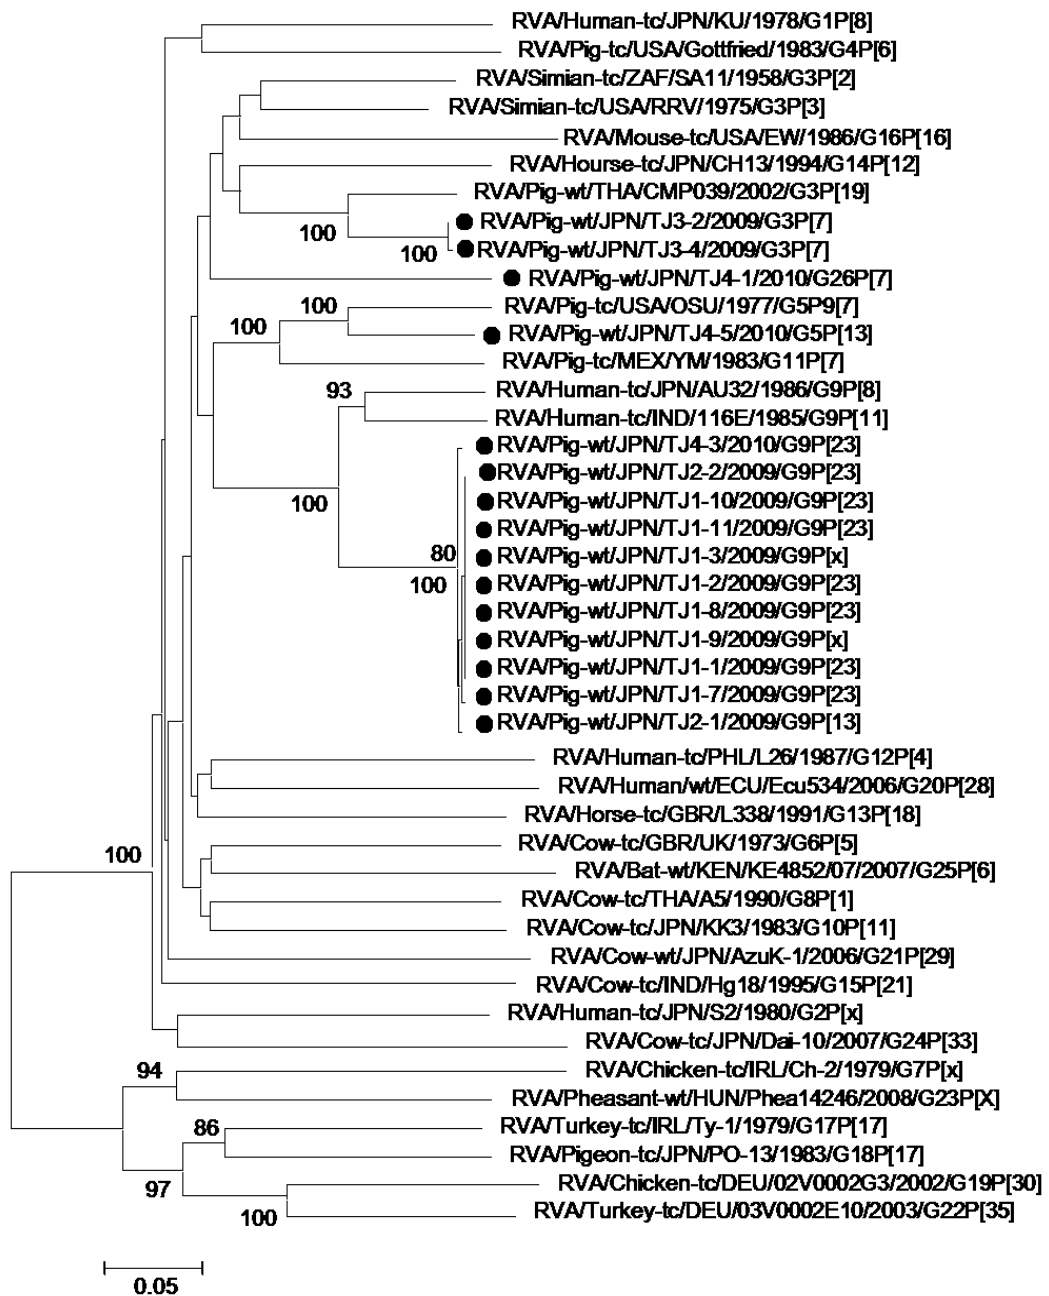 RVA/Human-tc/JPN/KU/1978/G1P[8]
RVA/Pig-tc/USA/Gottfried/1983/G4P[6]
RVA/Simian-tc/ZAF/SA11/1958/G3P[2]
RVA/Simian-tc/USA/RRV/1975/G3P[3]
RVA/Mouse-tc/USA/EW/1986/G16P[16]
RVA/Hourse-tc/JPN/CH13/1994/G14P[12]
RVA/Pig-wt/THA/CMP039/2002/G3P[19]
RVA/Pig-wt/JPN/TJ3-2/2009/G3P[7]
100
RVA/Pig-wt/JPN/TJ3-4/2009/G3P[7]
100
RVA/Pig-wt/JPN/TJ4-1/2010/G26P[7]
100
RVA/Pig-tc/USA/OSU/1977/G5P9[7]
100
RVA/Pig-wt/JPN/TJ4-5/2010/G5P[13]
RVA/Pig-tc/MEX/YM/1983/G11P[7]
93
RVA/Human-tc/JPN/AU32/1986/G9P[8]
RVA/Human-tc/IND/116E/1985/G9P[11]
RVA/Pig-wt/JPN/TJ4-3/2010/G9P[23]
RVA/Pig-wt/JPN/TJ2-2/2009/G9P[23]
100
RVA/Pig-wt/JPN/TJ1-10/2009/G9P[23]
RVA/Pig-wt/JPN/TJ1-11/2009/G9P[23]
80
RVA/Pig-wt/JPN/TJ1-3/2009/G9P[x]
100
RVA/Pig-wt/JPN/TJ1-2/2009/G9P[23]
RVA/Pig-wt/JPN/TJ1-8/2009/G9P[23]
RVA/Pig-wt/JPN/TJ1-9/2009/G9P[x]
RVA/Pig-wt/JPN/TJ1-1/2009/G9P[23]
RVA/Pig-wt/JPN/TJ1-7/2009/G9P[23]
RVA/Pig-wt/JPN/TJ2-1/2009/G9P[13]
RVA/Human-tc/PHL/L26/1987/G12P[4]
RVA/Human/wt/ECU/Ecu534/2006/G20P[28]
RVA/Horse-tc/GBR/L338/1991/G13P[18]
RVA/Cow-tc/GBR/UK/1973/G6P[5]
100
RVA/Bat-wt/KEN/KE4852/07/2007/G25P[6]
RVA/Cow-tc/THA/A5/1990/G8P[1]
RVA/Cow-tc/JPN/KK3/1983/G10P[11]
RVA/Cow-wt/JPN/AzuK-1/2006/G21P[29]
RVA/Cow-tc/IND/Hg18/1995/G15P[21]
RVA/Human-tc/JPN/S2/1980/G2P[x]
RVA/Cow-tc/JPN/Dai-10/2007/G24P[33]
94
RVA/Chicken-tc/IRL/Ch-2/1979/G7P[x]
RVA/Pheasant-wt/HUN/Phea14246/2008/G23P[X]
86
RVA/Turkey-tc/IRL/Ty-1/1979/G17P[17]
RVA/Pigeon-tc/JPN/PO-13/1983/G18P[17]
97
RVA/Chicken-tc/DEU/02V0002G3/2002/G19P[30]
100
RVA/Turkey-tc/DEU/03V0002E10/2003/G22P[35]
0.05